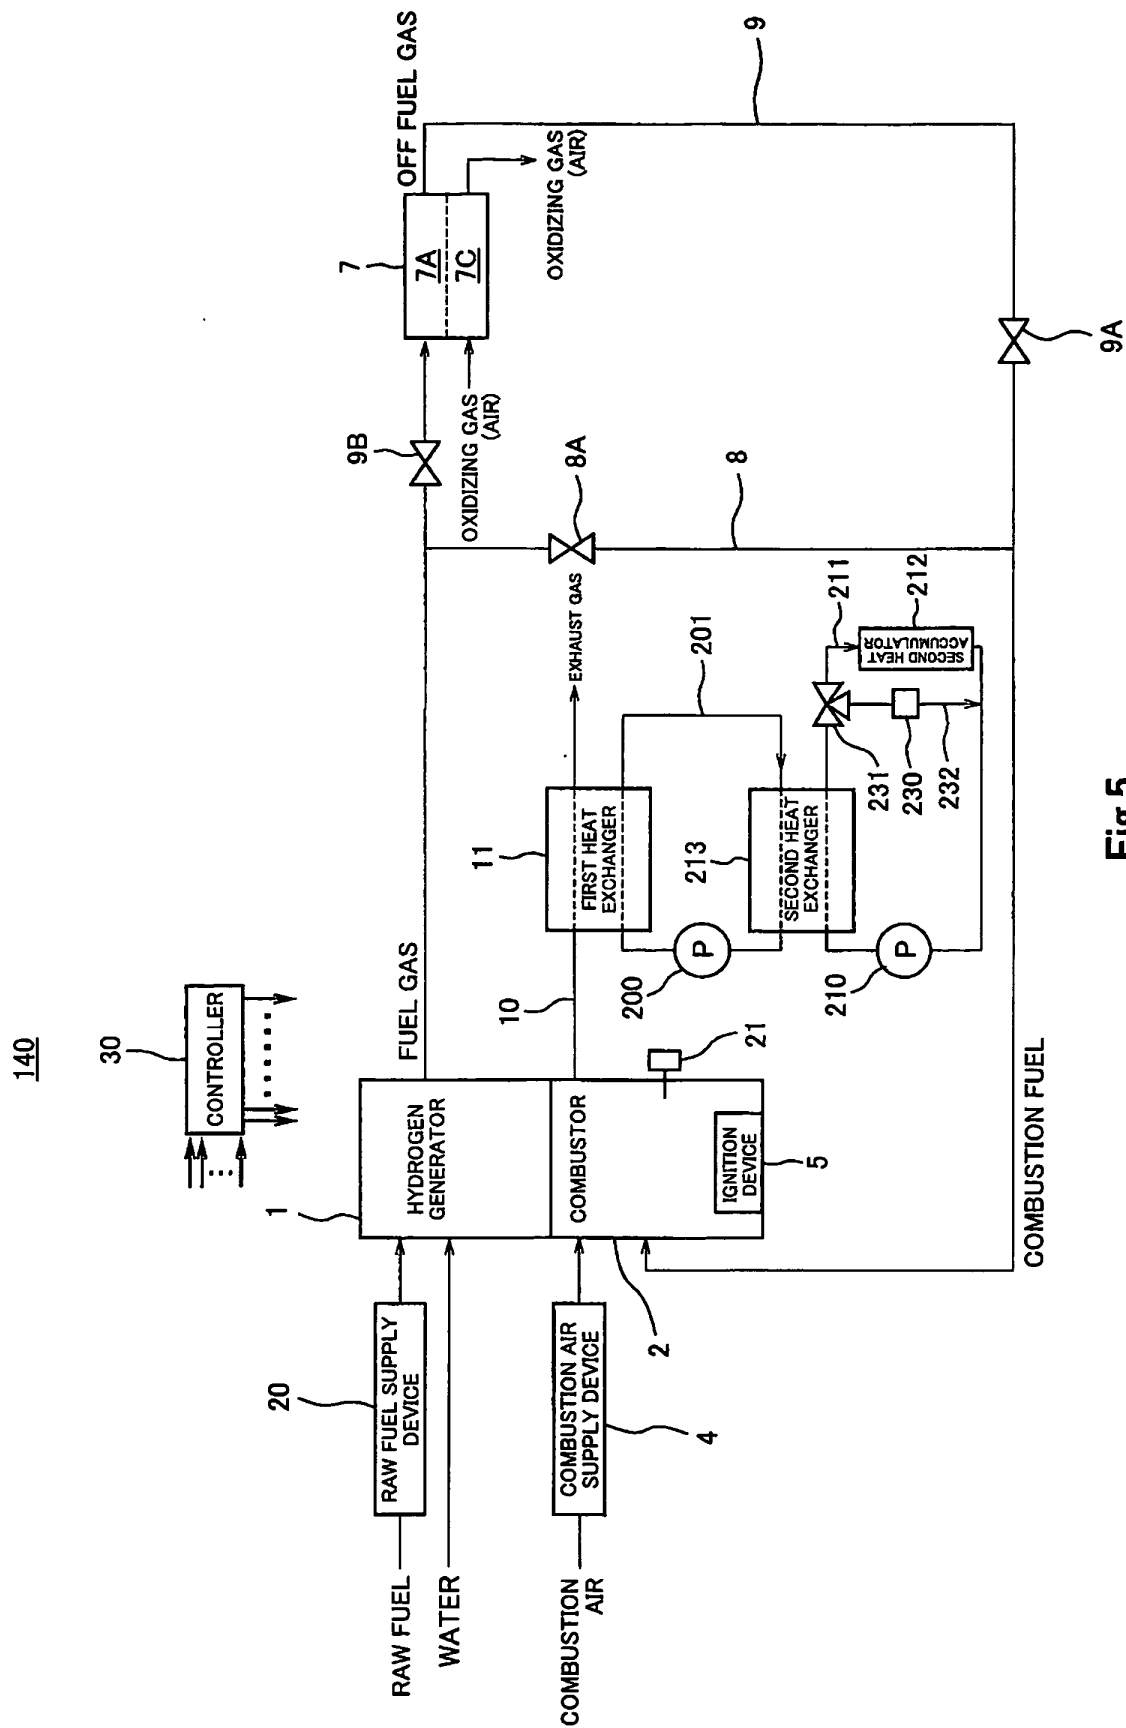 140
30
CONTROLLER
OFF FUEL GAS
9
7
7A
7C
OXIDIZING GAS
(AIR)
9B
OXIDIZING GAS
(AIR)
FUEL GAS
1
HYDROGEN
GENERATOR
20
RAW FUEL SUPPLY
DEVICE
RAW FUEL
WATER
8A
EXHAUST GAS
8
11
FIRST HEAT
EXCHANGER
10
201
200
P
COMBUSTOR
COMBUSTION AIR
SUPPLY DEVICE
COMBUSTION
AIR
4
2
IGNITION
DEVICE
5
21
213
SECOND HEAT
EXCHANGER
210
P
211
212
SECOND HEAT
ACCUMULATOR
231
230
232
9A
COMBUSTION FUEL
Fig.5